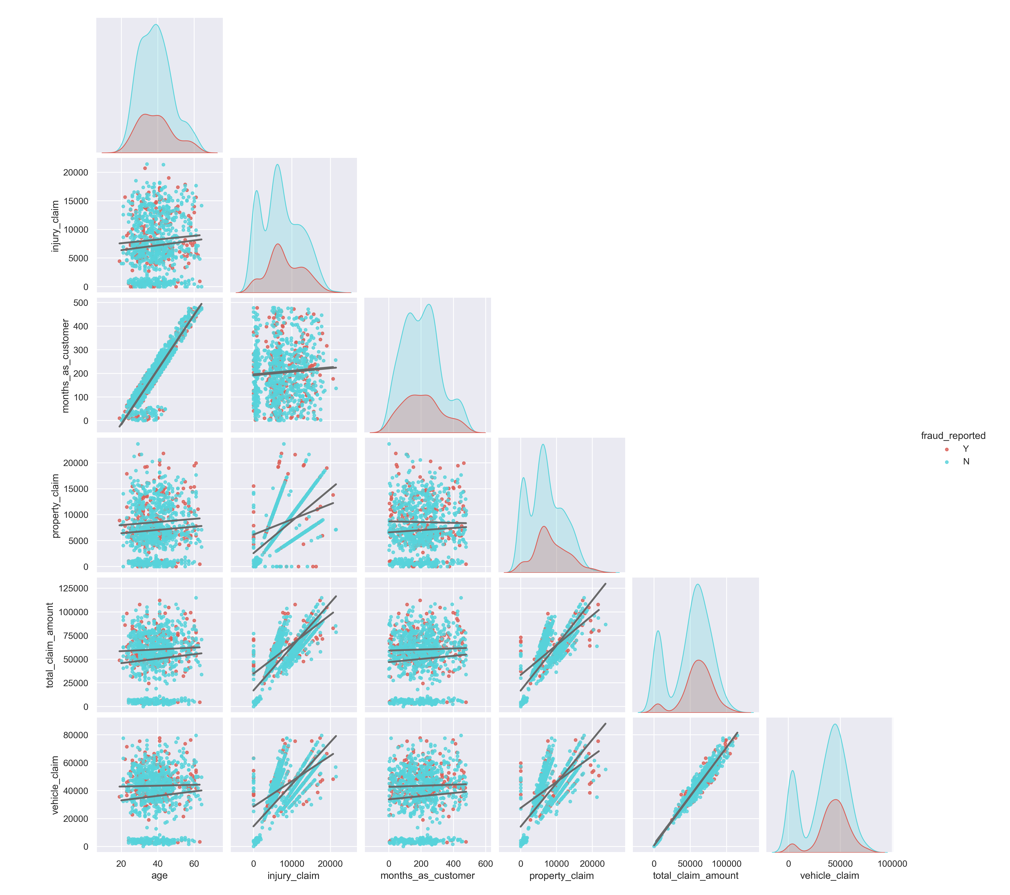 20000
15000
10000
5000
0
injury_claim
500
400
300
200
100
0
months_as_customer
20000
15000
10000
5000
0
property_claim
fraud_reported
Y
N
125000
100000
75000
50000
25000
0
total_claim_amount
80000
60000
40000
20000
0
vehicle_claim
20 40 60
age
0 10000 20000
injury_claim
0 200 400 600
months_as_customer
0 10000 20000
property_claim
0 50000 100000
total_claim_amount
0 50000 100000
vehicle_claim